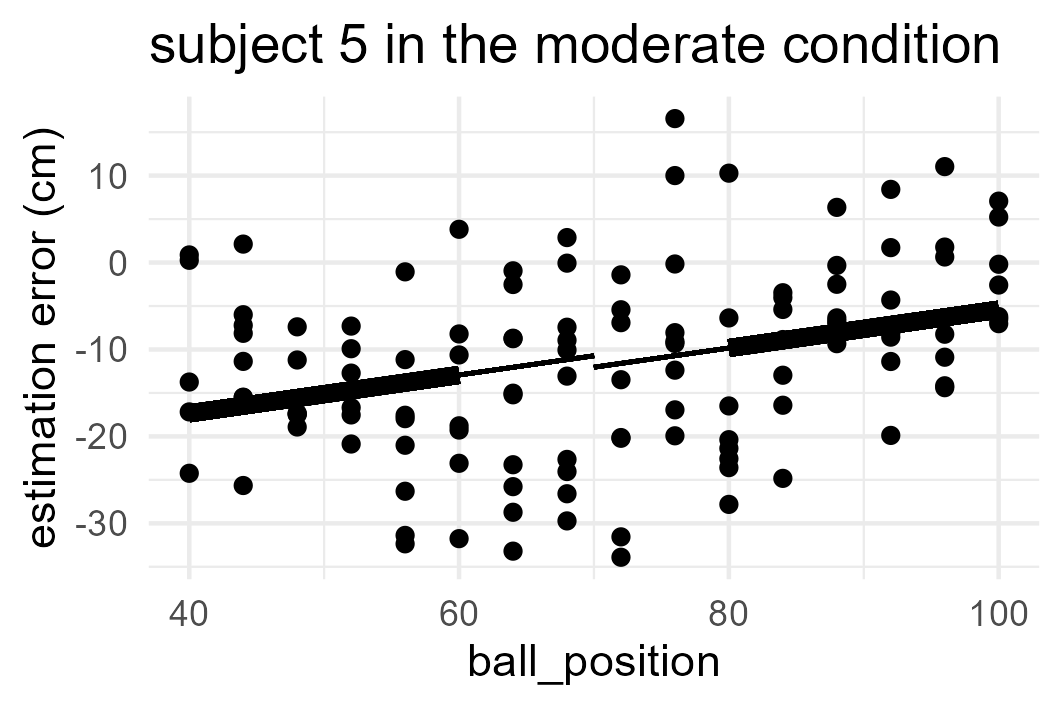 subject 5 in the moderate condition
estimation error (cm)
10
0
-10
-20
-30
40 60 80 100
ball_position